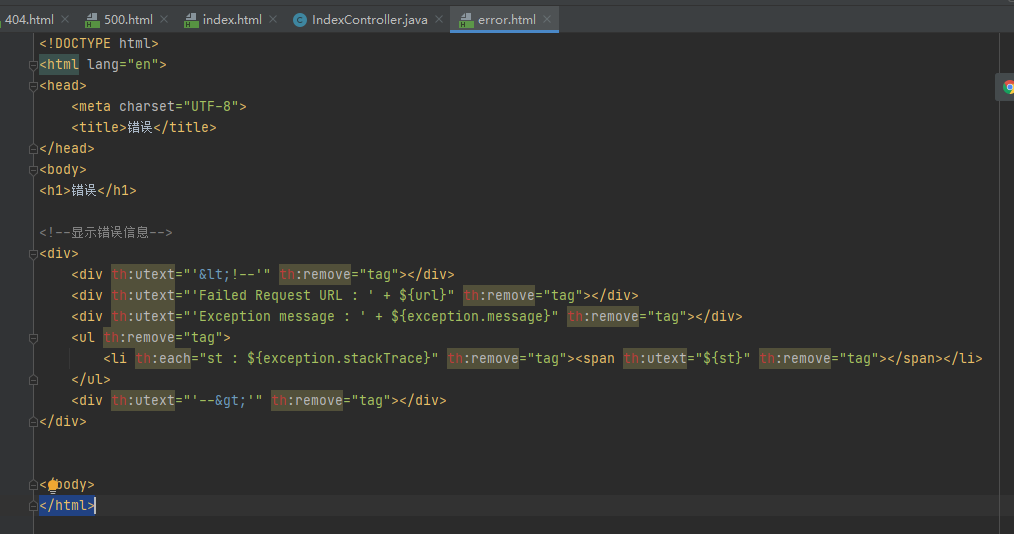 404.html 500.html index.html IndexController.java error.html
<!DOCTYPE html>
<html lang="en">
<head>
    <meta charset="UTF-8">
    <title>错误</title>
</head>
<body>
<h1>错误</h1>
<!--显示错误信息-->
<div>
    <div th:utext="'&lt;!--'" th:remove="tag"></div>
    <div th:utext="'Failed Request URL : ' + ${url}" th:remove="tag"></div>
    <div th:utext="'Exception message : ' + ${exception.message}" th:remove="tag"></div>
    <ul th:remove="tag">
        <li th:each="st : ${exception.stackTrace}" th:remove="tag"><span th:utext="${st}" th:remove="tag"></span></li>
    </ul>
    <div th:utext="'--&gt;'" th:remove="tag"></div>
</div>
</body>
</html>